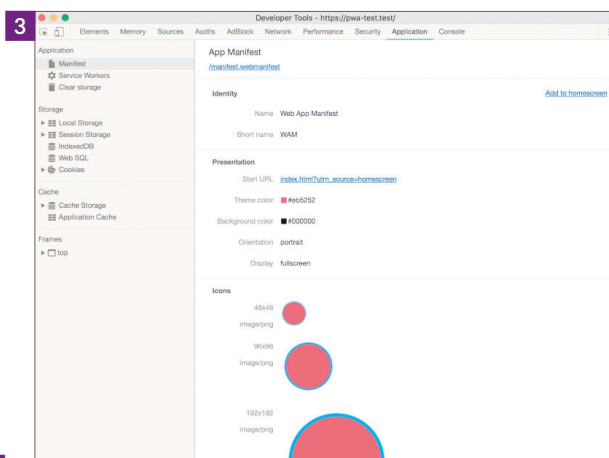 3
Developer Tools - https://pwa-test.test/
Elements Memory Sources Audits AdBlock Network Performance Security Application Console
Application
Manifest
Service Workers
Clear storage
Storage
Local Storage
Session Storage
IndexedDB
Web SQL
Cookies
Cache
Cache Storage
Application Cache
Frames
top
App Manifest
/manifest.webmanifest
Identity Add to homescreen
Name Web App Manifest
Short name WAM
Presentation
Start URL index.html?utm_source=homescreen
Theme color #eb5252
Background color #000000
Orientation portrait
Display fullscreen
Icons
48x48
image/png
96x96
image/png
192x192
image/png